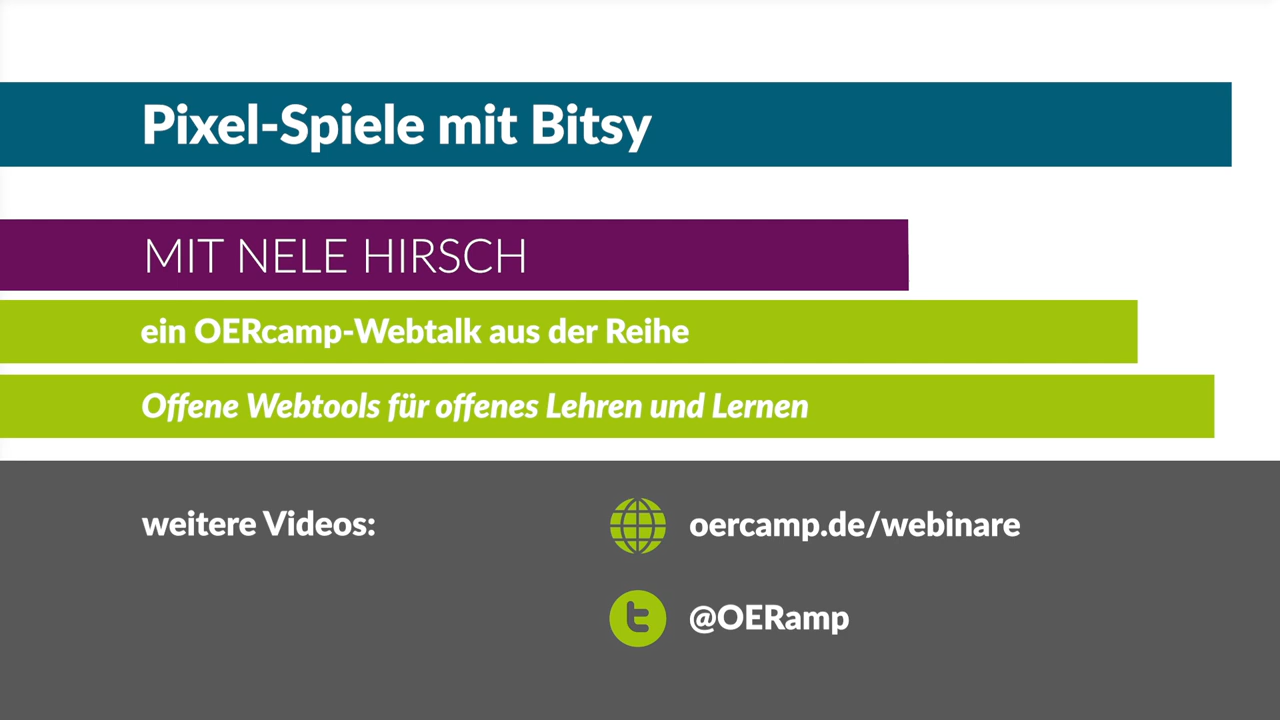 Pixel-Spiele mit Bitsy
MIT NELE HIRSCH
ein OERcamp-Webtalk aus der Reihe
Offene Webtools für offenes Lehren und Lernen
weitere Videos:
oercamp.de/webinare
@OERamp